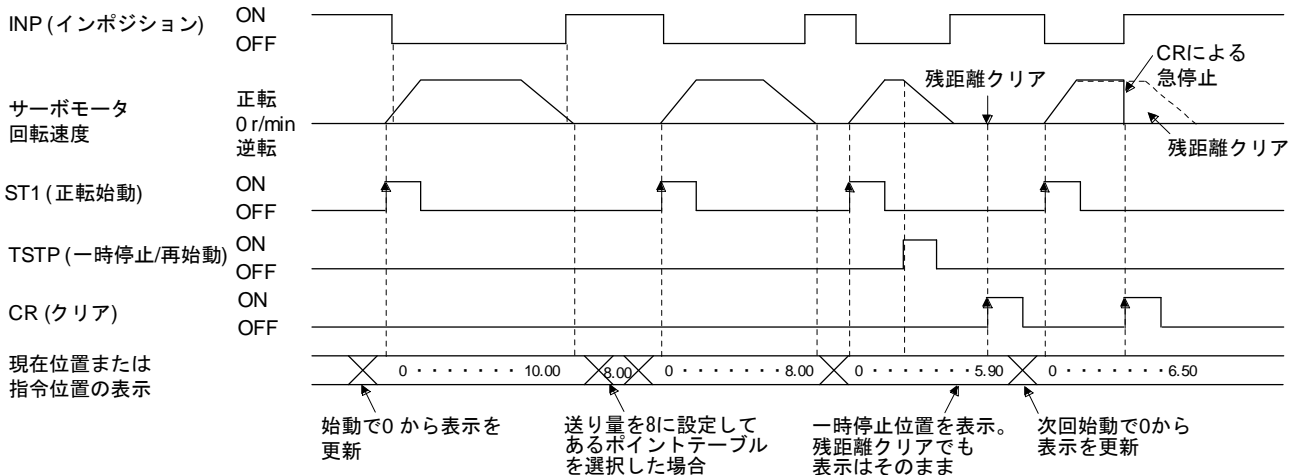 INP (インポジション)
ON
OFF
サーボモータ
回転速度
正転
0 r/min
逆転
残距離クリア
CRによる
急停止
残距離クリア
ST1 (正転始動)
ON
OFF
TSTP (一時停止/再始動)
ON
OFF
CR (クリア)
ON
OFF
現在位置または
指令位置の表示
0 ・・・・・・・ 10.00 8.00 0 ・・・・・・・ 8.00 0 ・・・・・・ 5.90 0 ・・・・・・・ 6.50
始動で0 から表示を
更新
送り量を8に設定して
あるポイントテーブル
を選択した場合
一時停止位置を表示。
残距離クリアでも
表示はそのまま
次回始動で0から
表示を更新